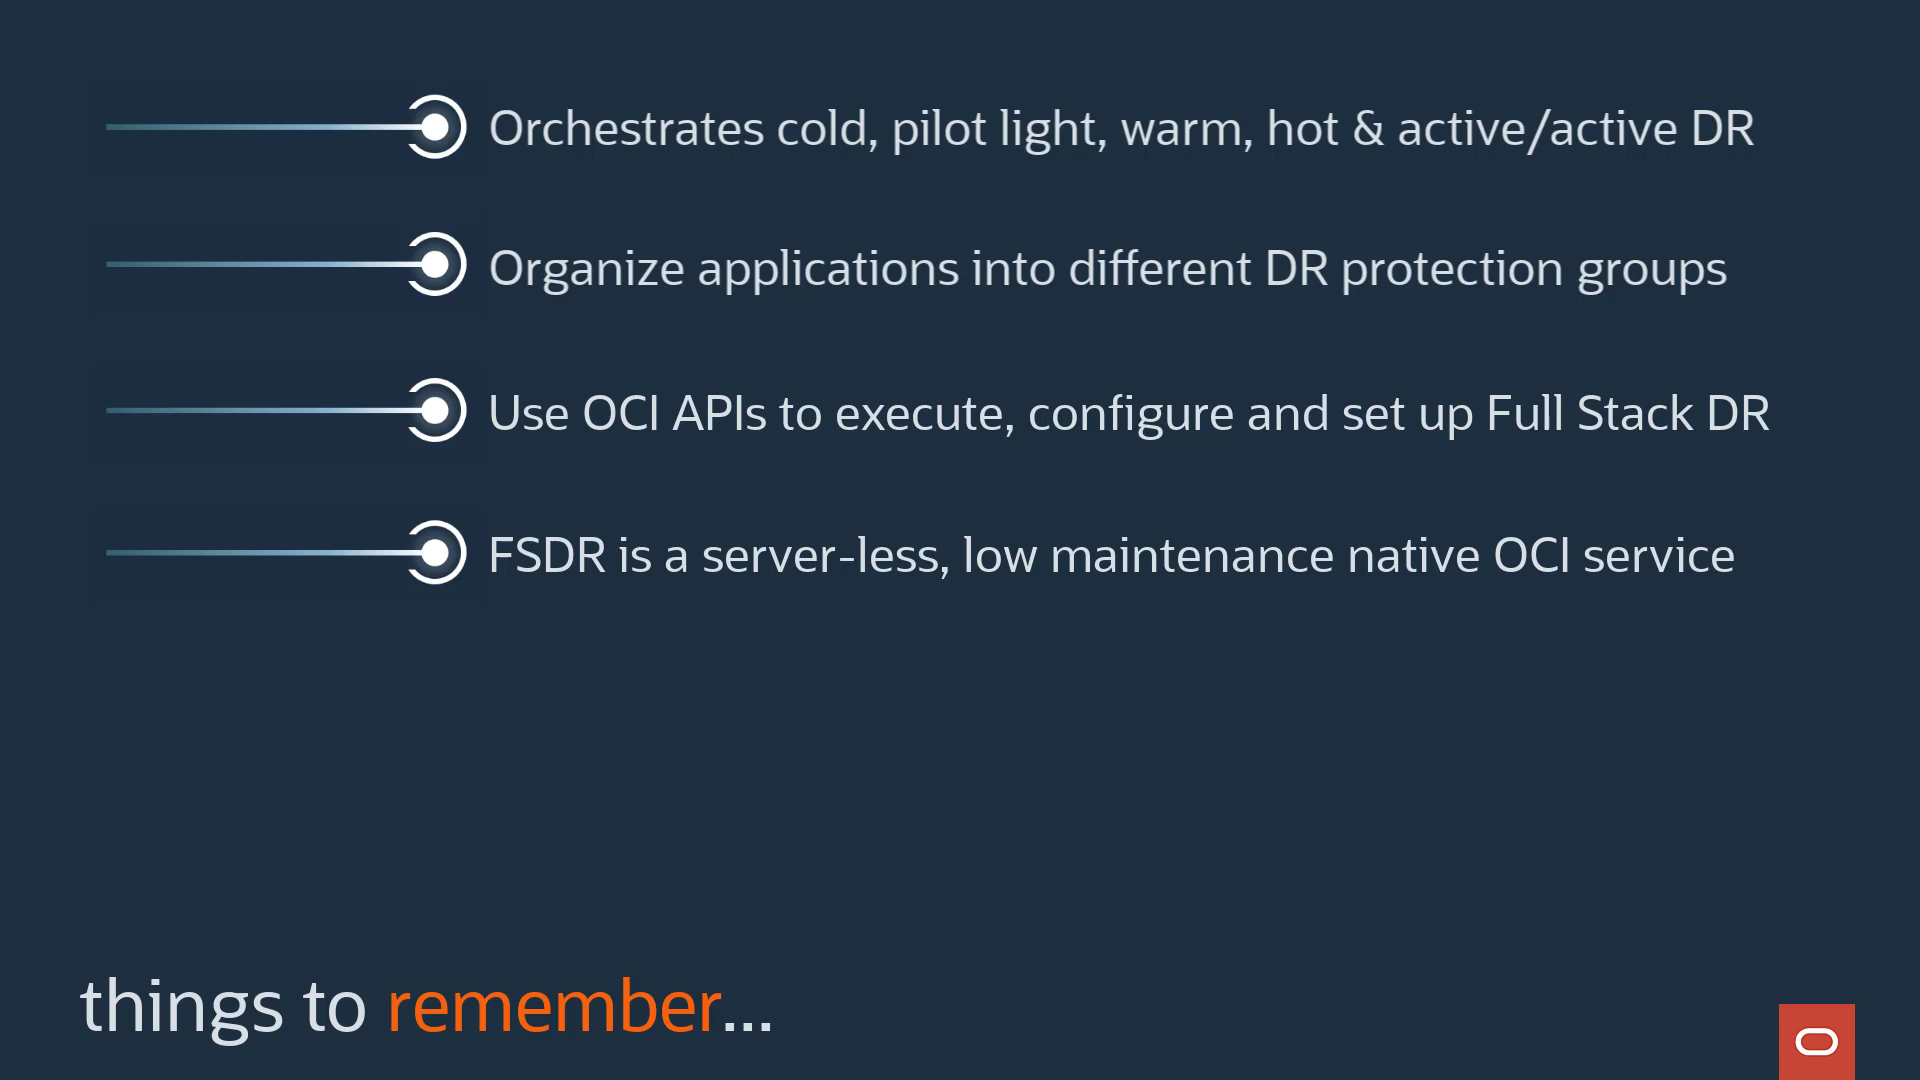 Orchestrates cold, pilot light, warm, hot & active/active DR
Organize applications into different DR protection groups
Use OCI APIs to execute, configure and set up Full Stack DR
FSDR is a server-less, low maintenance native OCI service
things to remember...